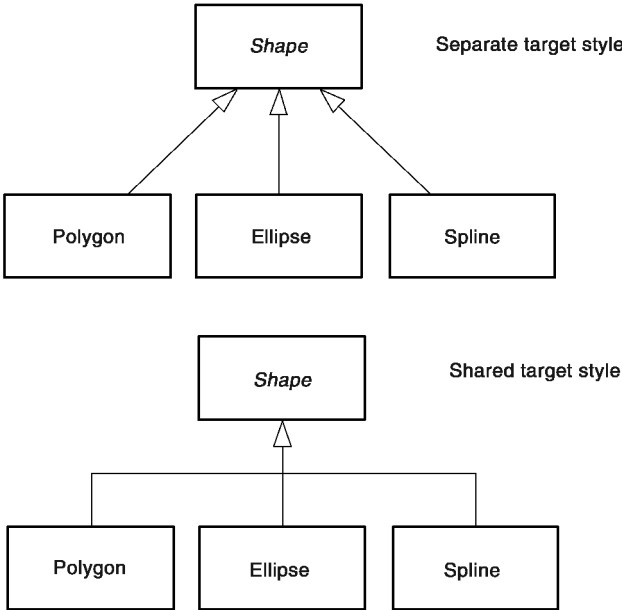 Shape
Separate target style
Polygon
Ellipse
Spline
Shape
Shared target style
Polygon
Ellipse
Spline